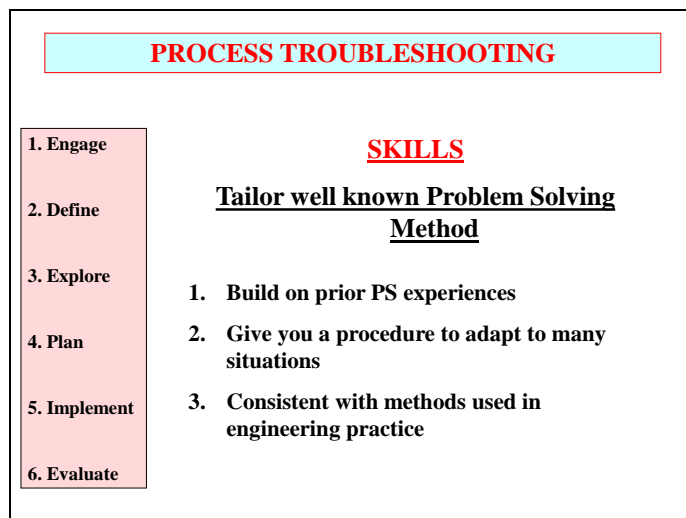 PROCESS TROUBLESHOOTING
1. Engage
2. Define
3. Explore
4. Plan
5. Implement
6. Evaluate
SKILLS
Tailor well known Problem Solving
Method
1. Build on prior PS experiences
2. Give you a procedure to adapt to many
situations
3. Consistent with methods used in
engineering practice